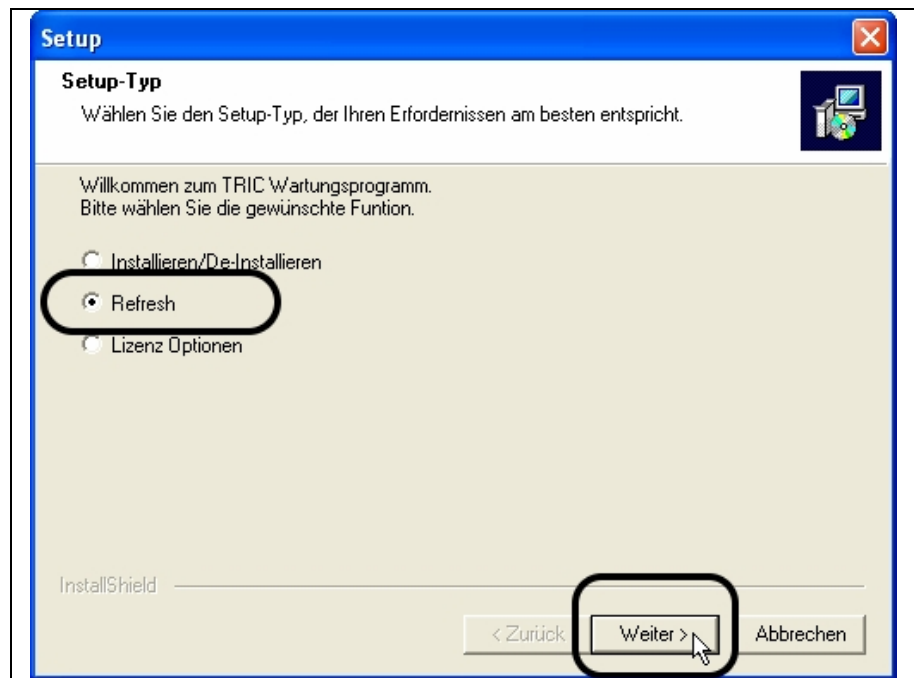 Setup
Setup-Typ
Wählen Sie den Setup-Typ, der Ihren Erfordernissen am besten entspricht.
Willkommen zum TRIC Wartungsprogramm.
Bitte wählen Sie die gewünschte Funtion.
Installieren/De-Installieren
Refresh
Lizenz Optionen
InstallShield
< Zurück Weiter > Abbrechen